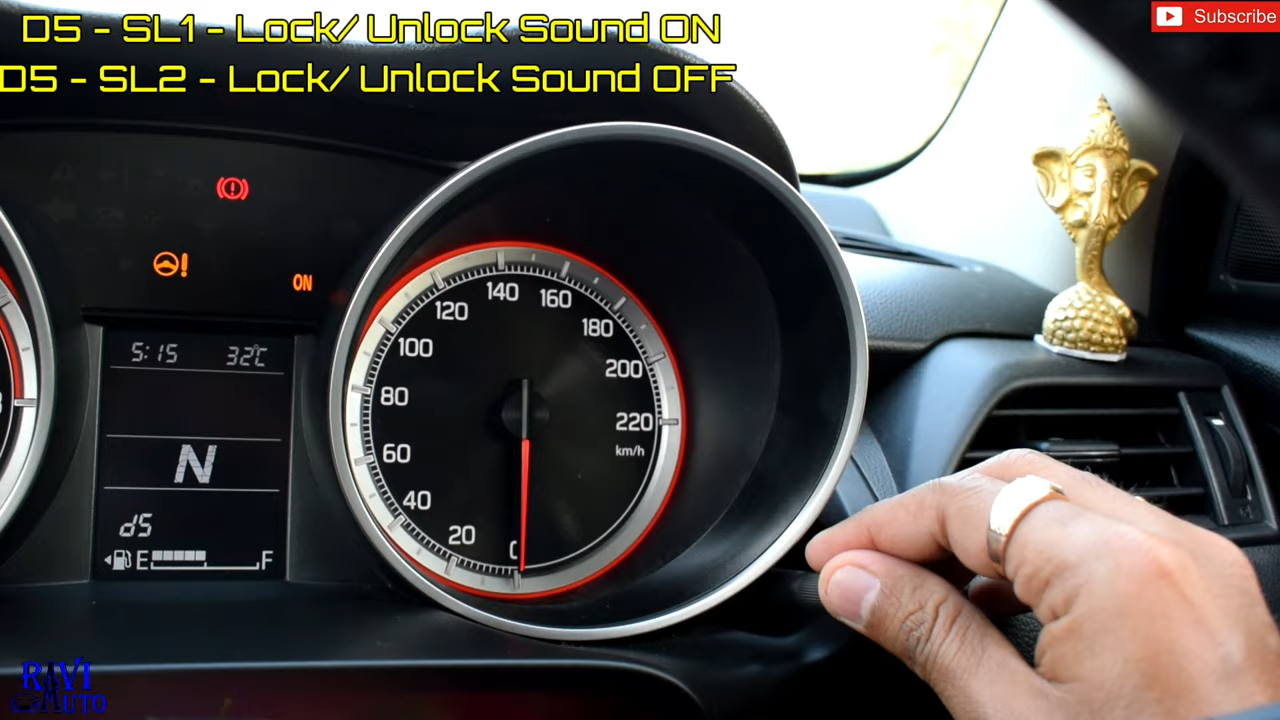 D5 - SL1 - Lock/ Unlock Sound ON
D5 - SL2 - Lock/ Unlock Sound OFF
Subscribe
ON
5:15 32°C
N
d5
E F
0
20
40
60
80
100
120
140
160
180
200
220
km/h
RAVI
AUTO